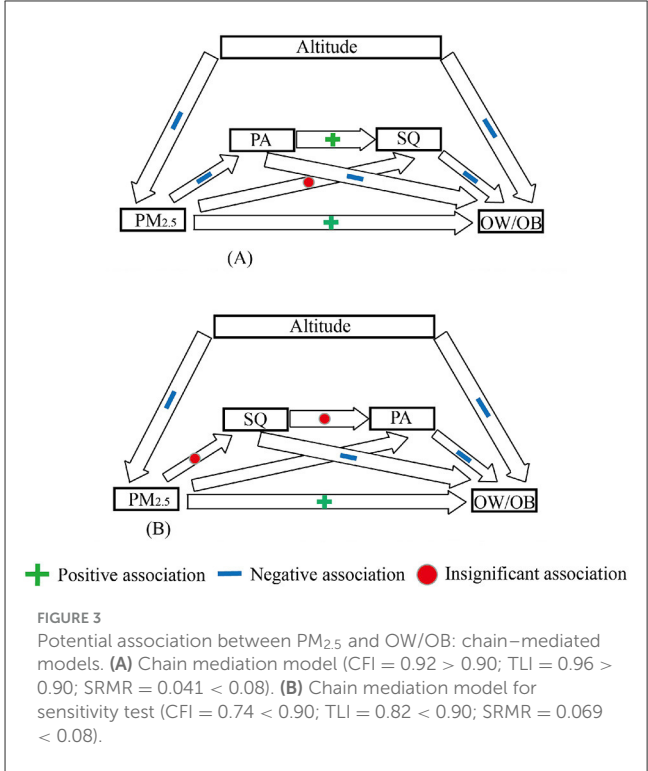 Altitude
PA
SQ
PM2.5
OW/OB
(A)
Altitude
SQ
PA
PM2.5
OW/OB
(B)
Positive association Negative association Insignificant association
FIGURE 3
Potential association between PM2.5 and OW/OB: chain–mediated
models. (A) Chain mediation model (CFI = 0.92 > 0.90; TLI = 0.96 >
0.90; SRMR = 0.041 < 0.08). (B) Chain mediation model for
sensitivity test (CFI = 0.74 < 0.90; TLI = 0.82 < 0.90; SRMR = 0.069
< 0.08).